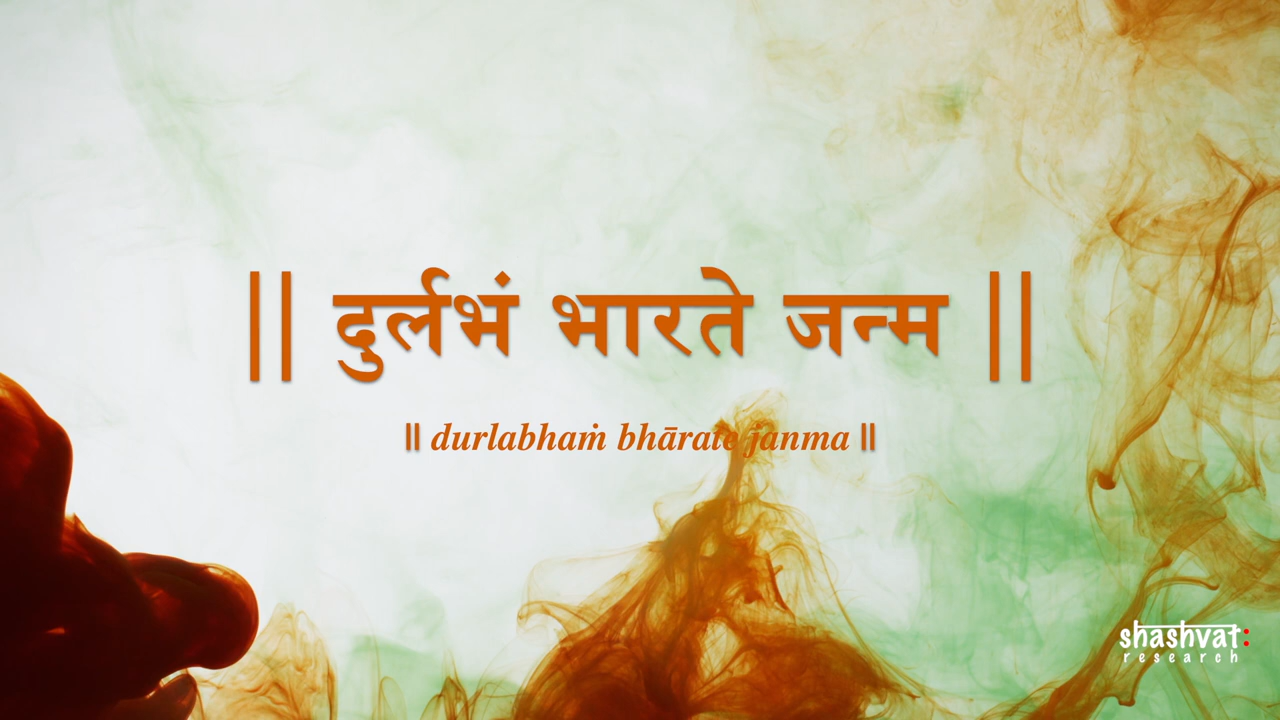 || दुर्लभं भारते जन्म ||
|| durlabhaṁ bhārate janma ||
shashvat:
research